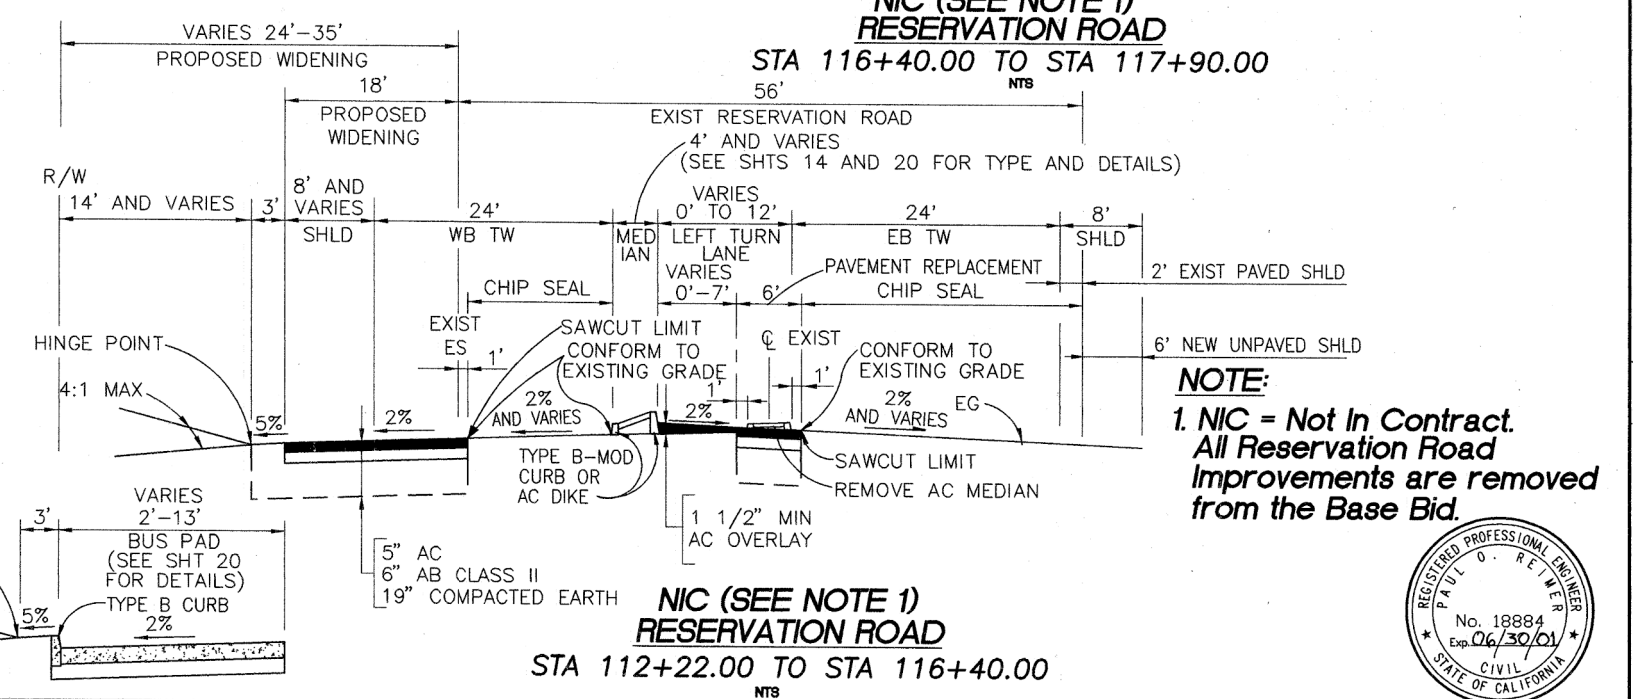 NIC (SEE NOTE 1)
RESERVATION ROAD
STA 116+40.00 TO STA 117+90.00
NTS
VARIES 24'-35'
PROPOSED WIDENING
18'
PROPOSED
WIDENING
56'
EXIST RESERVATION ROAD
4' AND VARIES
(SEE SHTS 14 AND 20 FOR TYPE AND DETAILS)
R/W
14' AND VARIES
3'
8' AND
VARIES
SHLD
24'
WB TW
MED
IAN
VARIES
0' TO 12'
LEFT TURN
LANE
24'
EB TW
8'
SHLD
VARIES
0'-7'
6'
PAVEMENT REPLACEMENT
2' EXIST PAVED SHLD
CHIP SEAL
CHIP SEAL
EXIST
ES
1'
SAWCUT LIMIT
CONFORM TO
EXISTING GRADE
℄ EXIST
1'
1'
CONFORM TO
EXISTING GRADE
6' NEW UNPAVED SHLD
HINGE POINT
4:1 MAX
5%
2%
2%
AND VARIES
2%
2%
AND VARIES
EG
TYPE B-MOD
CURB OR
AC DIKE
SAWCUT LIMIT
REMOVE AC MEDIAN
1 1/2" MIN
AC OVERLAY
5" AC
6" AB CLASS II
19" COMPACTED EARTH
VARIES
3'
2'-13'
BUS PAD
(SEE SHT 20
FOR DETAILS)
TYPE B CURB
5%
2%
NIC (SEE NOTE 1)
RESERVATION ROAD
STA 112+22.00 TO STA 116+40.00
NTS
NOTE:
1. NIC = Not In Contract.
All Reservation Road
Improvements are removed
from the Base Bid.
REGISTERED PROFESSIONAL ENGINEER
PAUL O. REIMER
No. 18884
Exp. 06/30/01
CIVIL
STATE OF CALIFORNIA